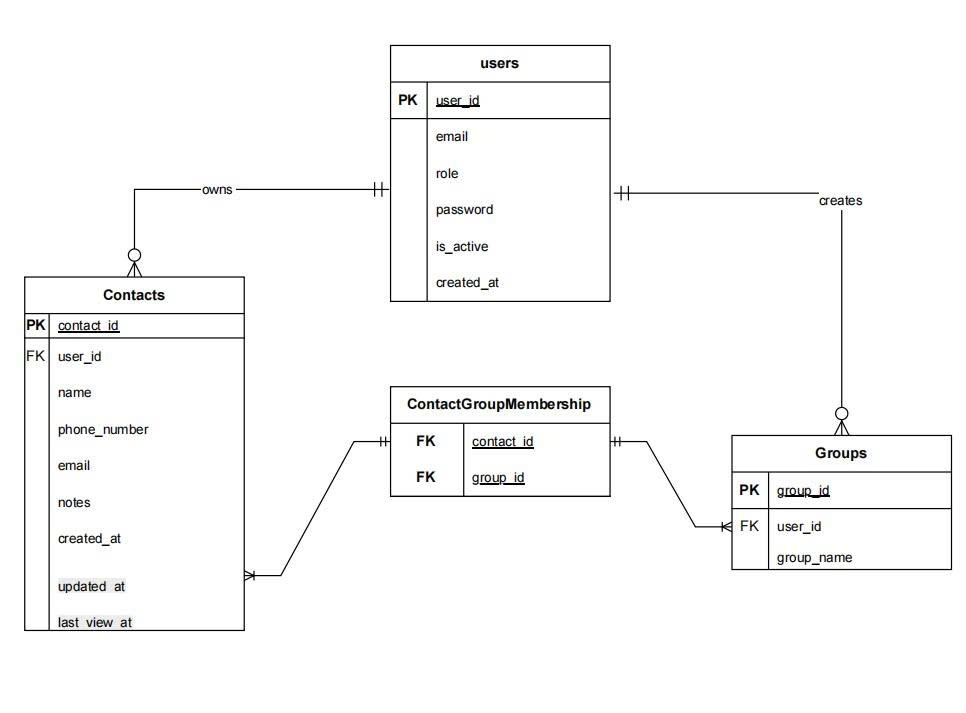 users
PK user_id
email
role
password
is_active
created_at
owns
creates
Contacts
PK contact_id
FK user_id
name
phone_number
email
notes
created_at
updated_at
last_view_at
ContactGroupMembership
FK contact_id
FK group_id
Groups
PK group_id
FK user_id
group_name